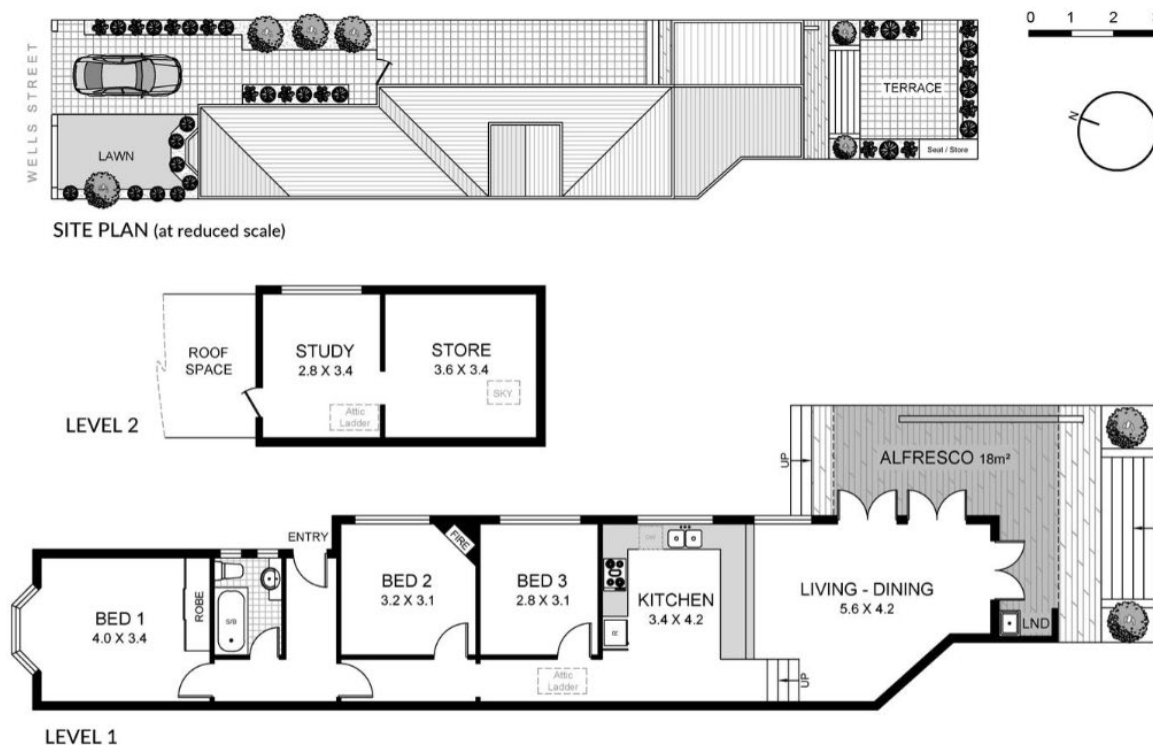 0 1 2 3
N
WELLS STREET
LAWN
TERRACE
Seat / Store
SITE PLAN (at reduced scale)
ROOF
SPACE
STUDY
2.8 X 3.4
STORE
3.6 X 3.4
SKY
Attic
Ladder
LEVEL 2
UP
ALFRESCO 18m²
ENTRY
FIRE
DW
BED 1
4.0 X 3.4
ROBE
S/B
BED 2
3.2 X 3.1
BED 3
2.8 X 3.1
KITCHEN
3.4 X 4.2
LIVING - DINING
5.6 X 4.2
LND
UP
Attic
Ladder
UP
LEVEL 1